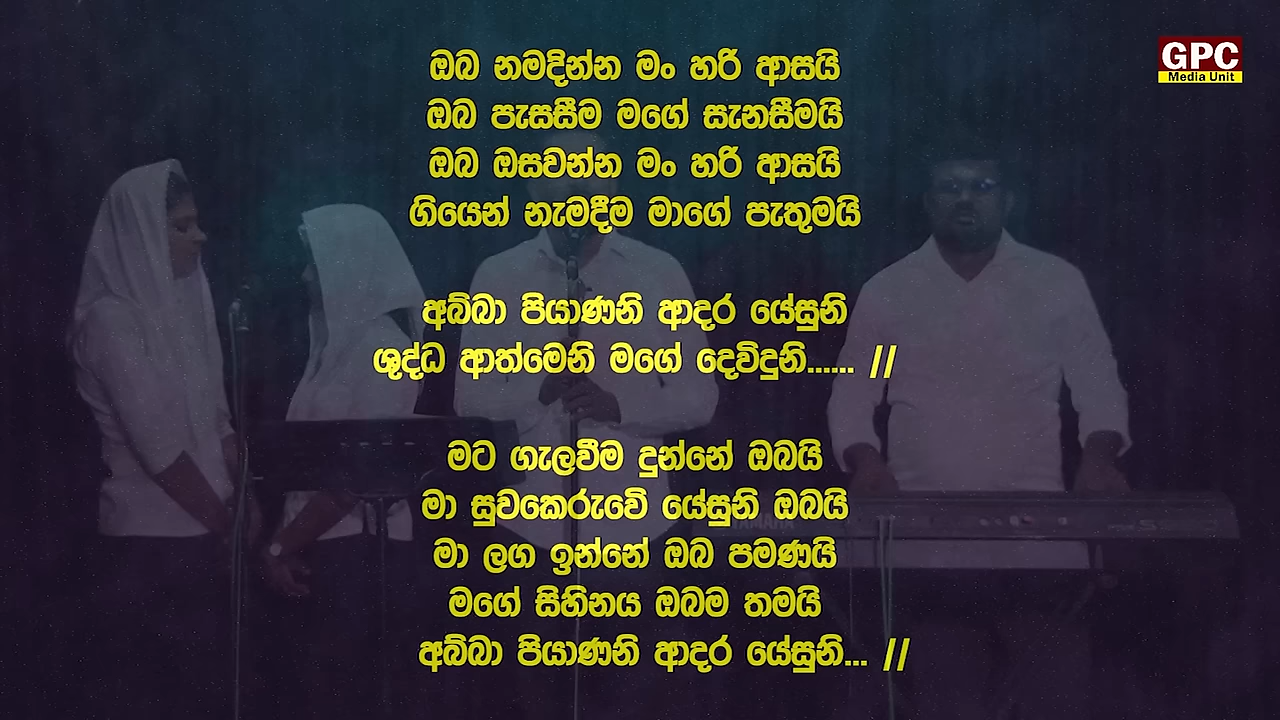 ඔබ නමදින්න මං හරි ආසයි
ඔබ පැසසීම මගේ සැනසීමයි
ඔබ ඔසවන්න මං හරි ආසයි
ගියෙන් නැමදීම මාගේ පැතුමයි
අබ්බා පියාණනි ආදර යේසුනි
ශුද්ධ ආත්මෙනි මගේ දෙවිදුනි...... //
මට ගැලවීම දුන්නේ ඔබයි
මා සුවකෙරුවෙි යේසුනි ඔබයි
මා ලග ඉන්නේ ඔබ පමණයි
මගේ සිහිනය ඔබම තමයි
අබ්බා පියාණනි ආදර යේසුනි... //
GPC
Media Unit
YAMAHA